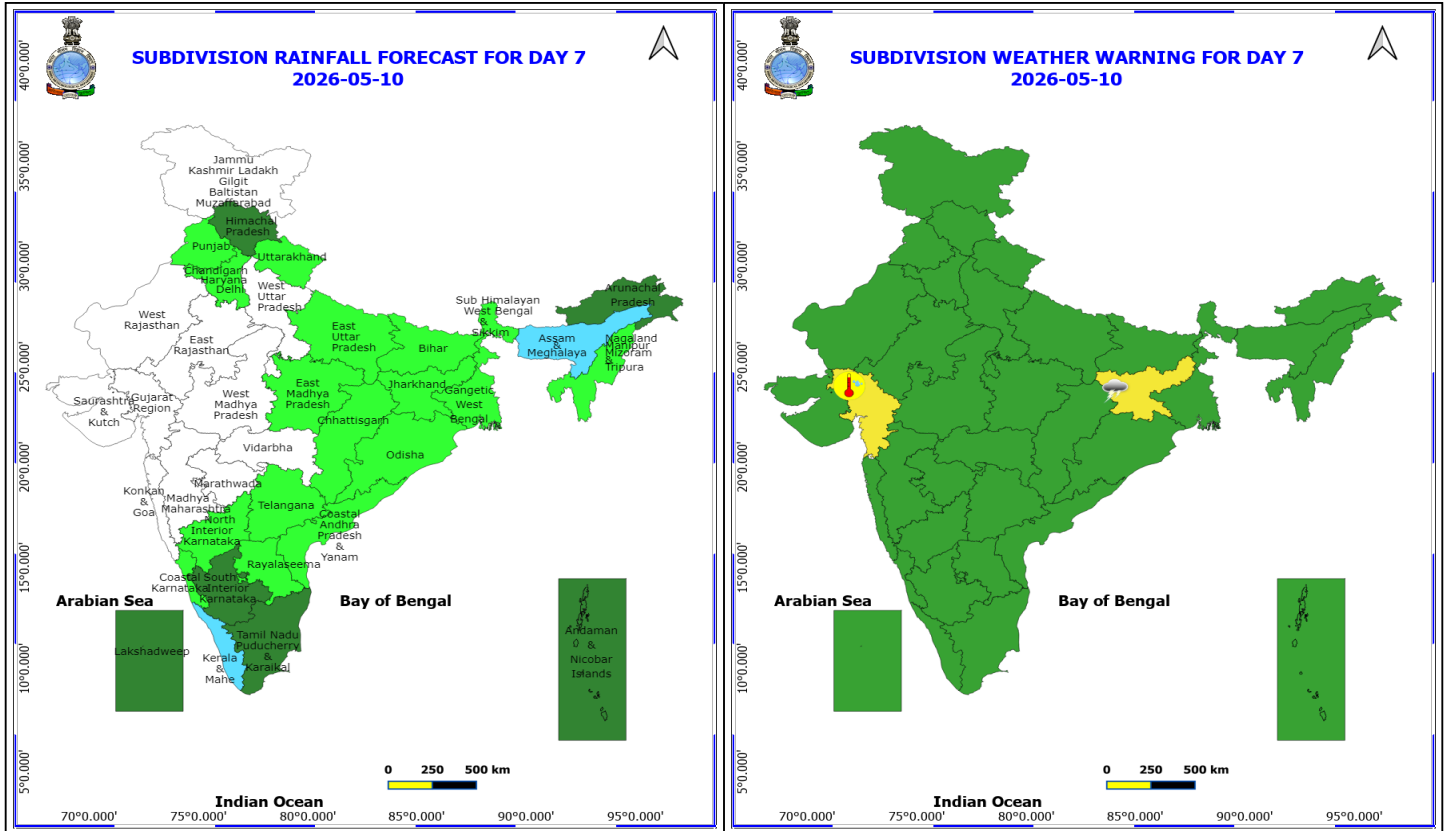 SUBDIVISION RAINFALL FORECAST FOR DAY 7
2026-05-10
40°0.000'
35°0.000'
30°0.000'
25°0.000'
20°0.000'
15°0.000'
10°0.000'
5°0.000'
Jammu
Kashmir Ladakh
Gilgit
Baltistan
Muzaffarabad
Himachal
Pradesh
Punjab
Uttarakhand
Chandigarh
Haryana
Delhi
West
Uttar
Pradesh
West
Rajasthan
East
Rajasthan
East
Uttar
Pradesh
Bihar
Sub Himalayan
West Bengal
&
Sikkim
Arunachal
Pradesh
Assam
&
Meghalaya
Nagaland
Manipur
&
Mizoram
Tripura
Saurashtra
&
Kutch
Gujarat
Region
West
Madhya
Pradesh
East
Madhya
Pradesh
Jharkhand
Gangetic
West
Bengal
Chhattisgarh
Odisha
Vidarbha
Marathwada
Konkan
&
Goa
Madhya
Maharashtra
Telangana
North
Interior
Karnataka
Coastal
Andhra
Pradesh
&
Yanam
Rayalaseema
Coastal
Karnataka
South
Interior
Karnataka
Arabian Sea
Bay of Bengal
Lakshadweep
Kerala
&
Mahe
Tamil Nadu
Puducherry
&
Karaikal
Andaman
&
Nicobar
Islands
0 250 500 km
Indian Ocean
70°0.000' 75°0.000' 80°0.000' 85°0.000' 90°0.000' 95°0.000'
SUBDIVISION WEATHER WARNING FOR DAY 7
2026-05-10
40°0.000'
35°0.000'
30°0.000'
25°0.000'
20°0.000'
15°0.000'
10°0.000'
5°0.000'
Arabian Sea
Bay of Bengal
0 250 500 km
Indian Ocean
70°0.000' 75°0.000' 80°0.000' 85°0.000' 90°0.000' 95°0.000'